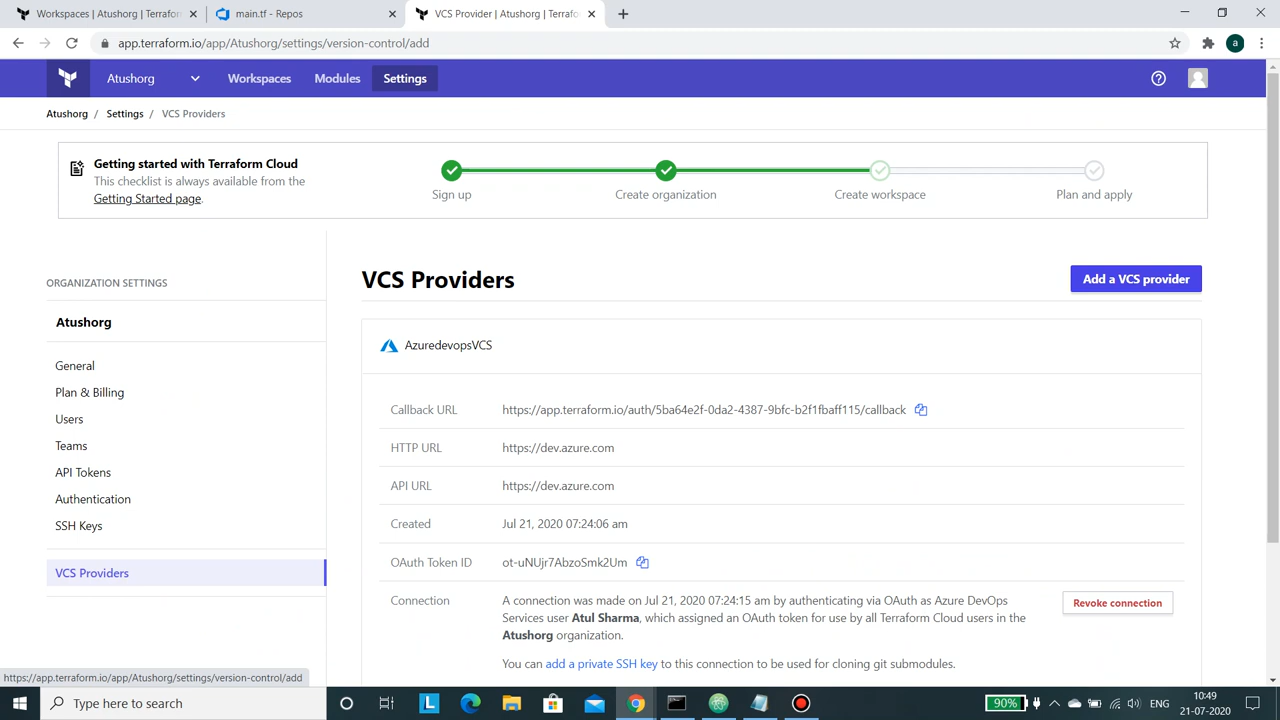 Workspaces | Atushorg | Terraform
main.tf - Repos
VCS Provider | Atushorg | Terrafo
app.terraform.io/app/Atushorg/settings/version-control/add
a
Atushorg
Workspaces
Modules
Settings
Atushorg / Settings / VCS Providers
Getting started with Terraform Cloud
This checklist is always available from the
Getting Started page.
Sign up
Create organization
Create workspace
Plan and apply
ORGANIZATION SETTINGS
Atushorg
General
Plan & Billing
Users
Teams
API Tokens
Authentication
SSH Keys
VCS Providers
VCS Providers
Add a VCS provider
AzuredevopsVCS
Callback URL https://app.terraform.io/auth/5ba64e2f-0da2-4387-9bfc-b2f1fbaff115/callback
HTTP URL https://dev.azure.com
API URL https://dev.azure.com
Created Jul 21, 2020 07:24:06 am
OAuth Token ID ot-uNUjr7AbzoSmk2Um
Connection A connection was made on Jul 21, 2020 07:24:15 am by authenticating via OAuth as Azure DevOps
Services user Atul Sharma, which assigned an OAuth token for use by all Terraform Cloud users in the
Atushorg organization.
Revoke connection
You can add a private SSH key to this connection to be used for cloning git submodules.
https://app.terraform.io/app/Atushorg/settings/version-control/add
Type here to search
L
90%
ENG
10:49
21-07-2020